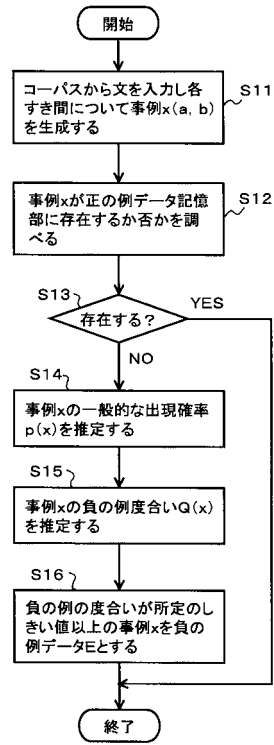 開始
S11
コーパスから文を入力し各
すき間について事例x(a, b)
を生成する
S12
事例xが正の例データ記憶
部に存在するか否かを調
べる
S13
存在する?
YES
NO
S14
事例xの一般的な出現確率
p(x)を推定する
S15
事例xの負の例度合いQ(x)
を推定する
S16
負の例の度合いが所定のし
きい値以上の事例xを負の
例データEとする
終了